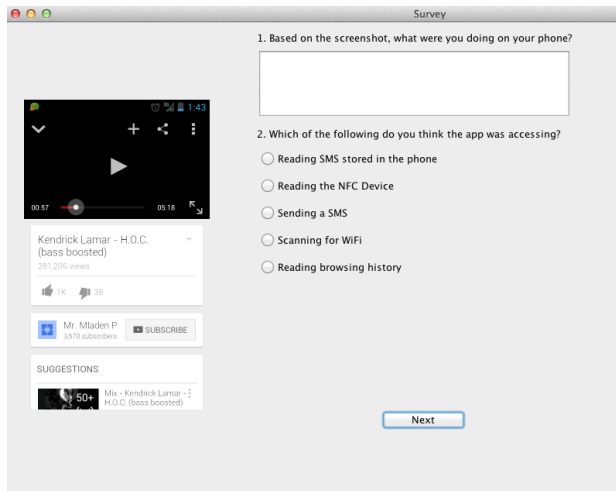 Survey
1. Based on the screenshot, what were you doing on your phone?
2. Which of the following do you think the app was accessing?
Reading SMS stored in the phone
Reading the NFC Device
Sending a SMS
Scanning for WiFi
Reading browsing history
Next
1:43
00:57
05:18
Kendrick Lamar - H.O.C.
(bass boosted)
281,206 views
1K 38
Mr. Mladen P
3,570 subscribers
SUBSCRIBE
SUGGESTIONS
50+
Mix - Kendrick Lamar -
H.O.C. (bass boosted)